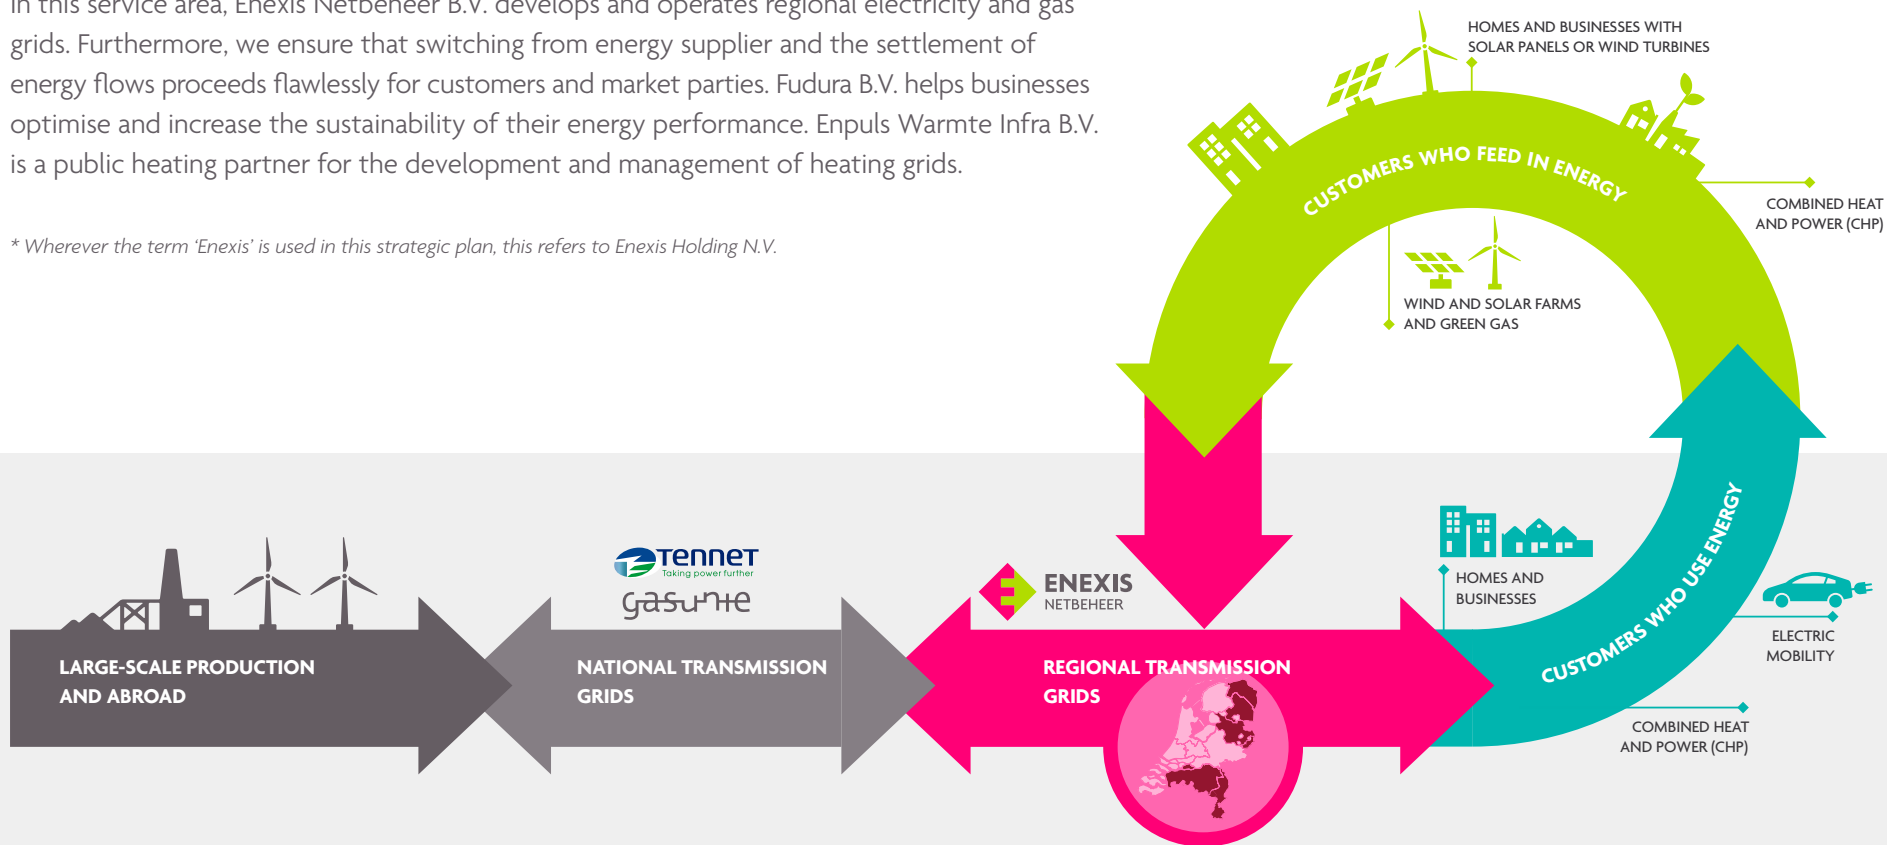 In this service area, Enexis Netbeheer B.V. develops and operates regional electricity and gas
grids. Furthermore, we ensure that switching from energy supplier and the settlement of
energy flows proceeds flawlessly for customers and market parties. Fudura B.V. helps businesses
optimise and increase the sustainability of their energy performance. Enpuls Warmte Infra B.V.
is a public heating partner for the development and management of heating grids.
* Wherever the term ‘Enexis’ is used in this strategic plan, this refers to Enexis Holding N.V.
HOMES AND BUSINESSES WITH
SOLAR PANELS OR WIND TURBINES
CUSTOMERS WHO FEED IN ENERGY
COMBINED HEAT
AND POWER (CHP)
WIND AND SOLAR FARMS
AND GREEN GAS
LARGE-SCALE PRODUCTION
AND ABROAD
TENNET
Taking power further
gasunie
NATIONAL TRANSMISSION
GRIDS
ENEXIS
NETBEHEER
REGIONAL TRANSMISSION
GRIDS
HOMES AND
BUSINESSES
CUSTOMERS WHO USE ENERGY
ELECTRIC
MOBILITY
COMBINED HEAT
AND POWER (CHP)